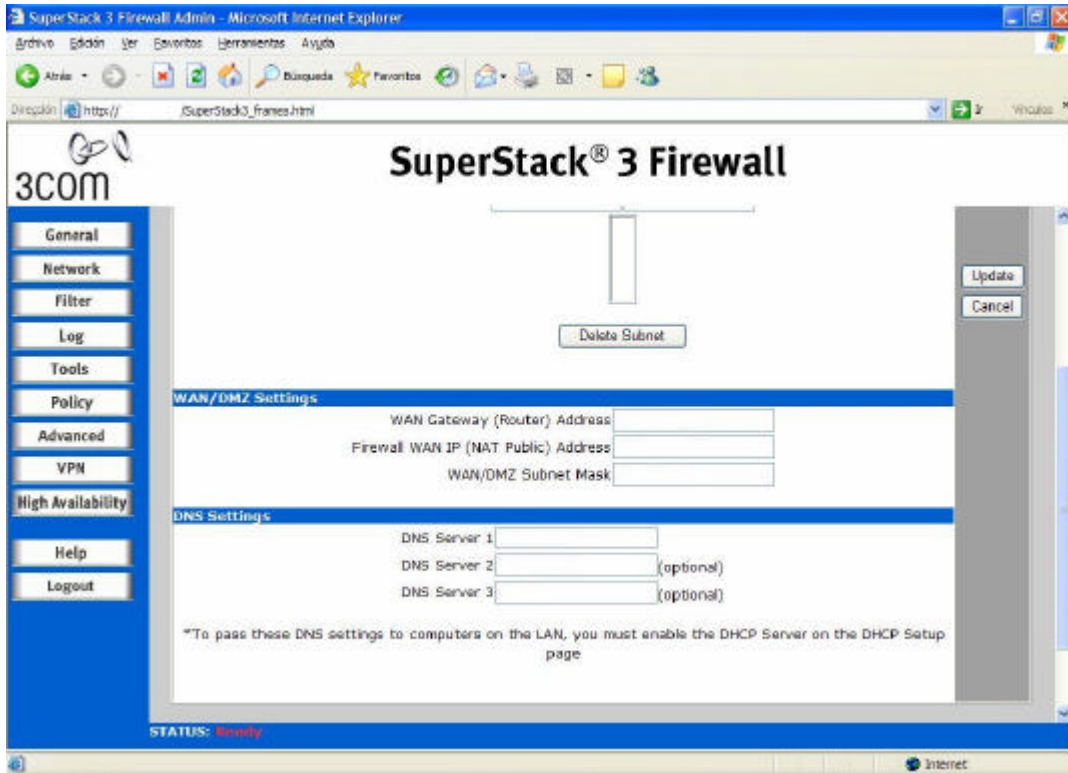 SuperStack 3 Firewall Admin - Microsoft Internet Explorer
Archivo Edición Ver Favoritos Herramientas Ayuda
Atrás Búsqueda Favoritos
Dirección http:// /SuperStack3_frames.html Ir Vínculos
3COM
SuperStack® 3 Firewall
General
Network
Filter
Log
Tools
Policy
Advanced
VPN
High Availability
Help
Logout
Update
Cancel
Delete Subnet
WAN/DMZ Settings
WAN Gateway (Router) Address
Firewall WAN IP (NAT Public) Address
WAN/DMZ Subnet Mask
DNS Settings
DNS Server 1
DNS Server 2 (optional)
DNS Server 3 (optional)
*To pass these DNS settings to computers on the LAN, you must enable the DHCP Server on the DHCP Setup
page
STATUS: Ready
Internet